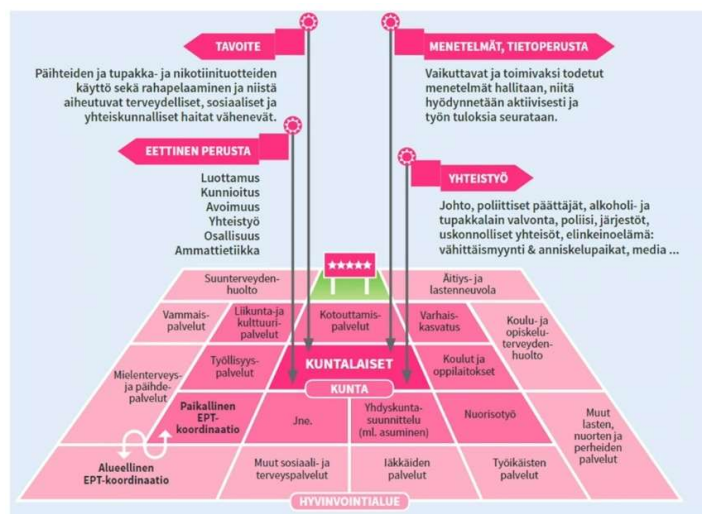 TAVOITE
Päihteiden ja tupakka- ja nikotiinituotteiden
käyttö sekä rahapelaaminen ja niistä
aiheutuvat terveydelliset, sosiaaliset ja
yhteiskunnalliset haitat vähenevät.
MENETELMÄT, TIETOPERUSTA
Vaikuttavat ja toimivaksi todetut
menetelmät hallitaan, niitä
hyödynnetään aktiivisesti ja
työn tuloksia seurataan.
EETTINEN PERUSTA
Luottamus
Kunnioitus
Avoimuus
Yhteistyö
Osallisuus
Ammattietiikka
YHTEISTYÖ
Johto, poliittiset päättäjät, alkoholi- ja
tupakkalain valvonta, poliisi, järjestöt,
uskonnolliset yhteisöt, elinkeinoelämä:
vähittäismyynti & anniskelupaikat, media ...
Suunterveyden-
huolto
Äitiys- ja
lastenneuvola
Vammais-
palvelut
Liikunta-ja
kulttuuri-
palvelut
Kotouttamis-
palvelut
Varhais-
kasvatus
Koulu- ja
opiskelu-
terveyden-
huolto
Mielenterveys-
ja päihde-
palvelut
Työllisyys-
palvelut
KUNTALAISET
Koulut ja
oppilaitokset
KUNTA
Paikallinen
EPT-
koordinaatio
Jne.
Yhdyskunta-
suunnittelu
(ml. asuminen)
Nuorisotyö
Muut
lasten,
nuorten ja
perheiden
palvelut
Alueellinen
EPT-koordinaatio
Muut sosiaali- ja
terveyspalvelut
Iäkkäiden
palvelut
Työikäisten
palvelut
HYVINVOINTIALUE